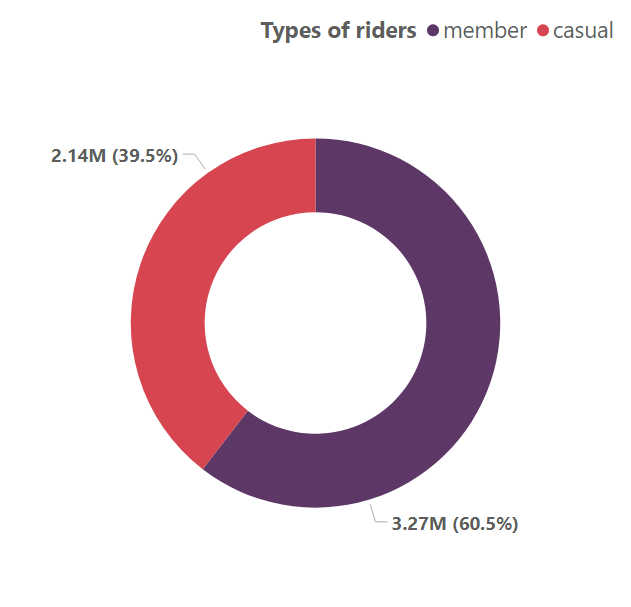 Types of riders member casual
2.14M (39.5%)
3.27M (60.5%)